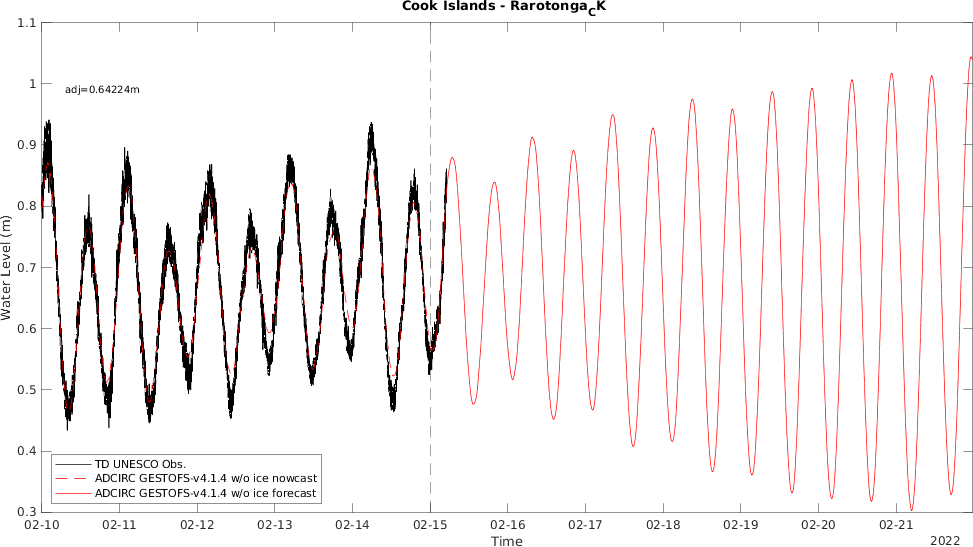 Cook Islands - Rarotonga_CK
1.1
1
0.9
0.8
0.7
0.6
0.5
0.4
0.3
Water Level (m)
adj=0.64224m
TD UNESCO Obs.
ADCIRC GESTOFS-v4.1.4 w/o ice nowcast
ADCIRC GESTOFS-v4.1.4 w/o ice forecast
02-10 02-11 02-12 02-13 02-14 02-15 02-16 02-17 02-18 02-19 02-20 02-21
Time
2022